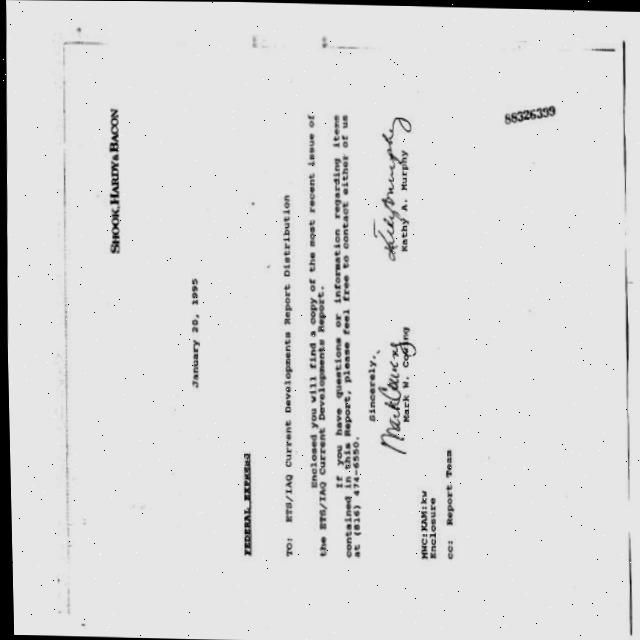 SHOOK, HARDY & BACON
January 20, 1995
FEDERAL EXPRESS
TO: ETS/IAQ Current Developments Report Distribution
Enclosed you will find a copy of the most recent issue of
the ETS/IAQ Current Developments Report.
If you have questions or information regarding items
contained in this Report, please feel free to contact either of us
at (816) 474-6550.
Sincerely,
Mark W. Cowing Kathy A. Murphy
MWC:KAM:kw
Enclosure
cc: Report Team
88326399